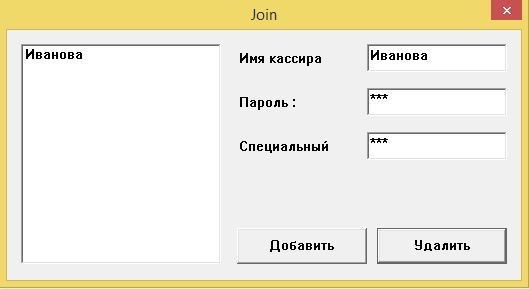 Join
Иванова
Имя кассира
Иванова
Пароль :
***
Специальный
***
Добавить
Удалить